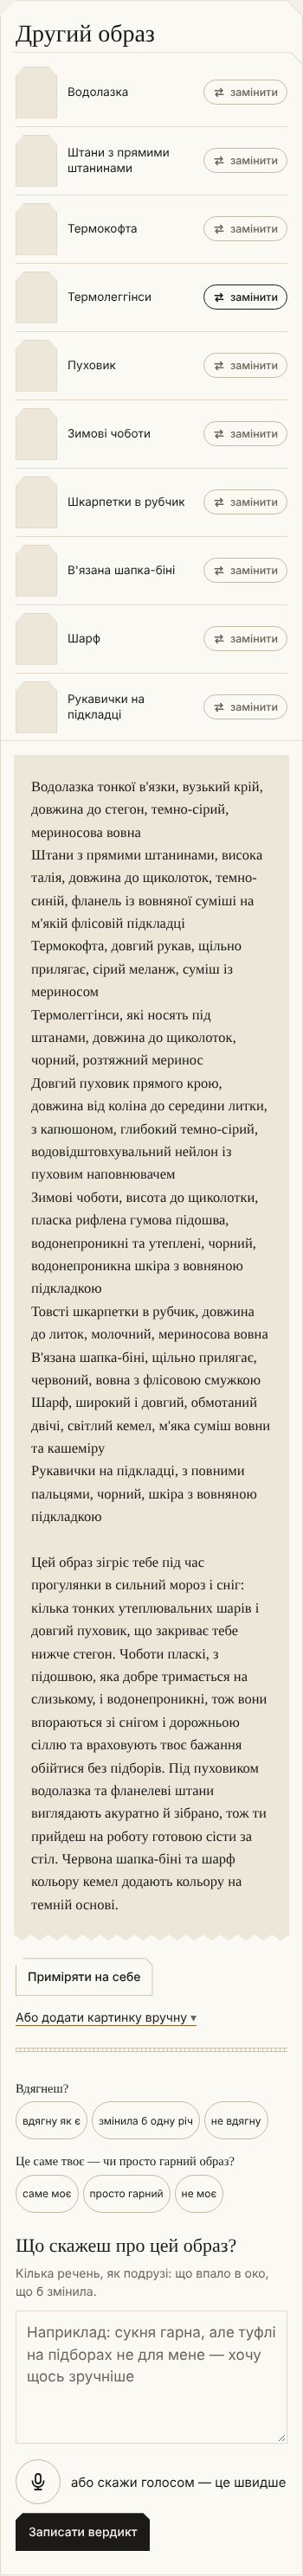 Другий образ
Водолазка
⇄ замінити
Штани з прямими
штанинами
⇄ замінити
Термокофта
⇄ замінити
Термолеггінси
⇄ замінити
Пуховик
⇄ замінити
Зимові чоботи
⇄ замінити
Шкарпетки в рубчик
⇄ замінити
В'язана шапка-біні
⇄ замінити
Шарф
⇄ замінити
Рукавички на
підкладці
⇄ замінити
Водолазка тонкої в'язки, вузький крій,
довжина до стегон, темно-сірий,
мериносова вовна
Штани з прямими штанинами, висока
талія, довжина до щиколоток, темно-
синій, фланель із вовняної суміші на
м'якій флісовій підкладці
Термокофта, довгий рукав, щільно
прилягає, сірий меланж, суміш із
мериносом
Термолеггінси, які носять під
штанами, довжина до щиколоток,
чорний, розтяжний меринос
Довгий пуховик прямого крою,
довжина від коліна до середини литки,
з капюшоном, глибокий темно-сірий,
водовідштовхувальний нейлон із
пуховим наповнювачем
Зимові чоботи, висота до щиколотки,
пласка рифлена гумова підошва,
водонепроникні та утеплені, чорний,
водонепроникна шкіра з вовняною
підкладкою
Товсті шкарпетки в рубчик, довжина
до литок, молочний, мериносова вовна
В'язана шапка-біні, щільно прилягає,
червоний, вовна з флісовою смужкою
Шарф, широкий і довгий, обмотаний
двічі, світлий кемел, м'яка суміш вовни
та кашеміру
Рукавички на підкладці, з повними
пальцями, чорний, шкіра з вовняною
підкладкою
Цей образ зігріє тебе під час
прогулянки в сильний мороз і сніг:
кілька тонких утеплювальних шарів і
довгий пуховик, що закриває тебе
нижче стегон. Чоботи пласкі, з
підошвою, яка добре тримається на
слизькому, і водонепроникні, тож вони
впораються зі снігом і дорожньою
сіллю та враховують твоє бажання
обійтися без підборів. Під пуховиком
водолазка та фланелеві штани
виглядають акуратно й зібрано, тож ти
прийдеш на роботу готовою сісти за
стіл. Червона шапка-біні та шарф
кольору кемел додають кольору на
темній основі.
Приміряти на себе
Або додати картинку вручну ▾
Вдягнеш?
вдягну як є
змінила б одну річ
не вдягну
Це саме твоє — чи просто гарний образ?
саме моє
просто гарний
не моє
Що скажеш про цей образ?
Кілька речень, як подрузі: що впало в око,
що б змінила.
Наприклад: сукня гарна, але туфлі
на підборах не для мене — хочу
щось зручніше
або скажи голосом — це швидше
Записати вердикт